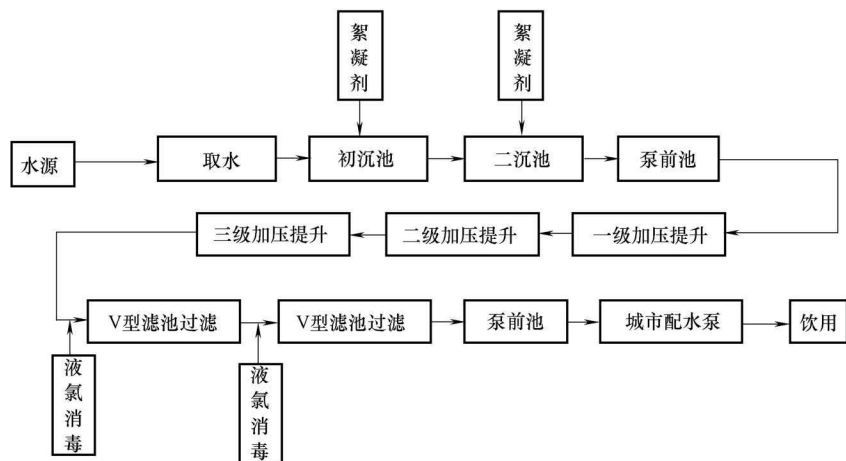 絮凝剂
絮凝剂
水源
取水
初沉池
二沉池
泵前池
三级加压提升
二级加压提升
一级加压提升
V型滤池过滤
V型滤池过滤
泵前池
城市配水泵
饮用
液氯消毒
液氯消毒